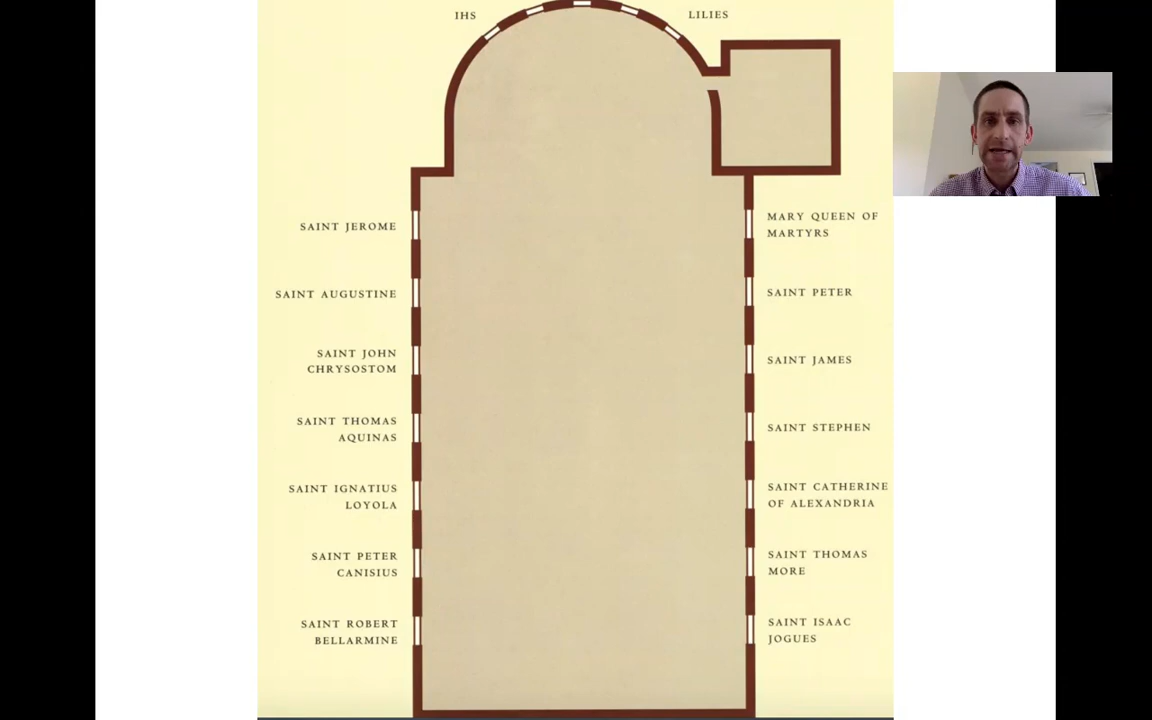 IHS
LILIES
SAINT JEROME
SAINT AUGUSTINE
SAINT JOHN
CHRYSOSTOM
SAINT THOMAS
AQUINAS
SAINT IGNATIUS
LOYOLA
SAINT PETER
CANISIUS
SAINT ROBERT
BELLARMINE
MARY QUEEN OF
MARTYRS
SAINT PETER
SAINT JAMES
SAINT STEPHEN
SAINT CATHERINE
OF ALEXANDRIA
SAINT THOMAS
MORE
SAINT ISAAC
JOGUES